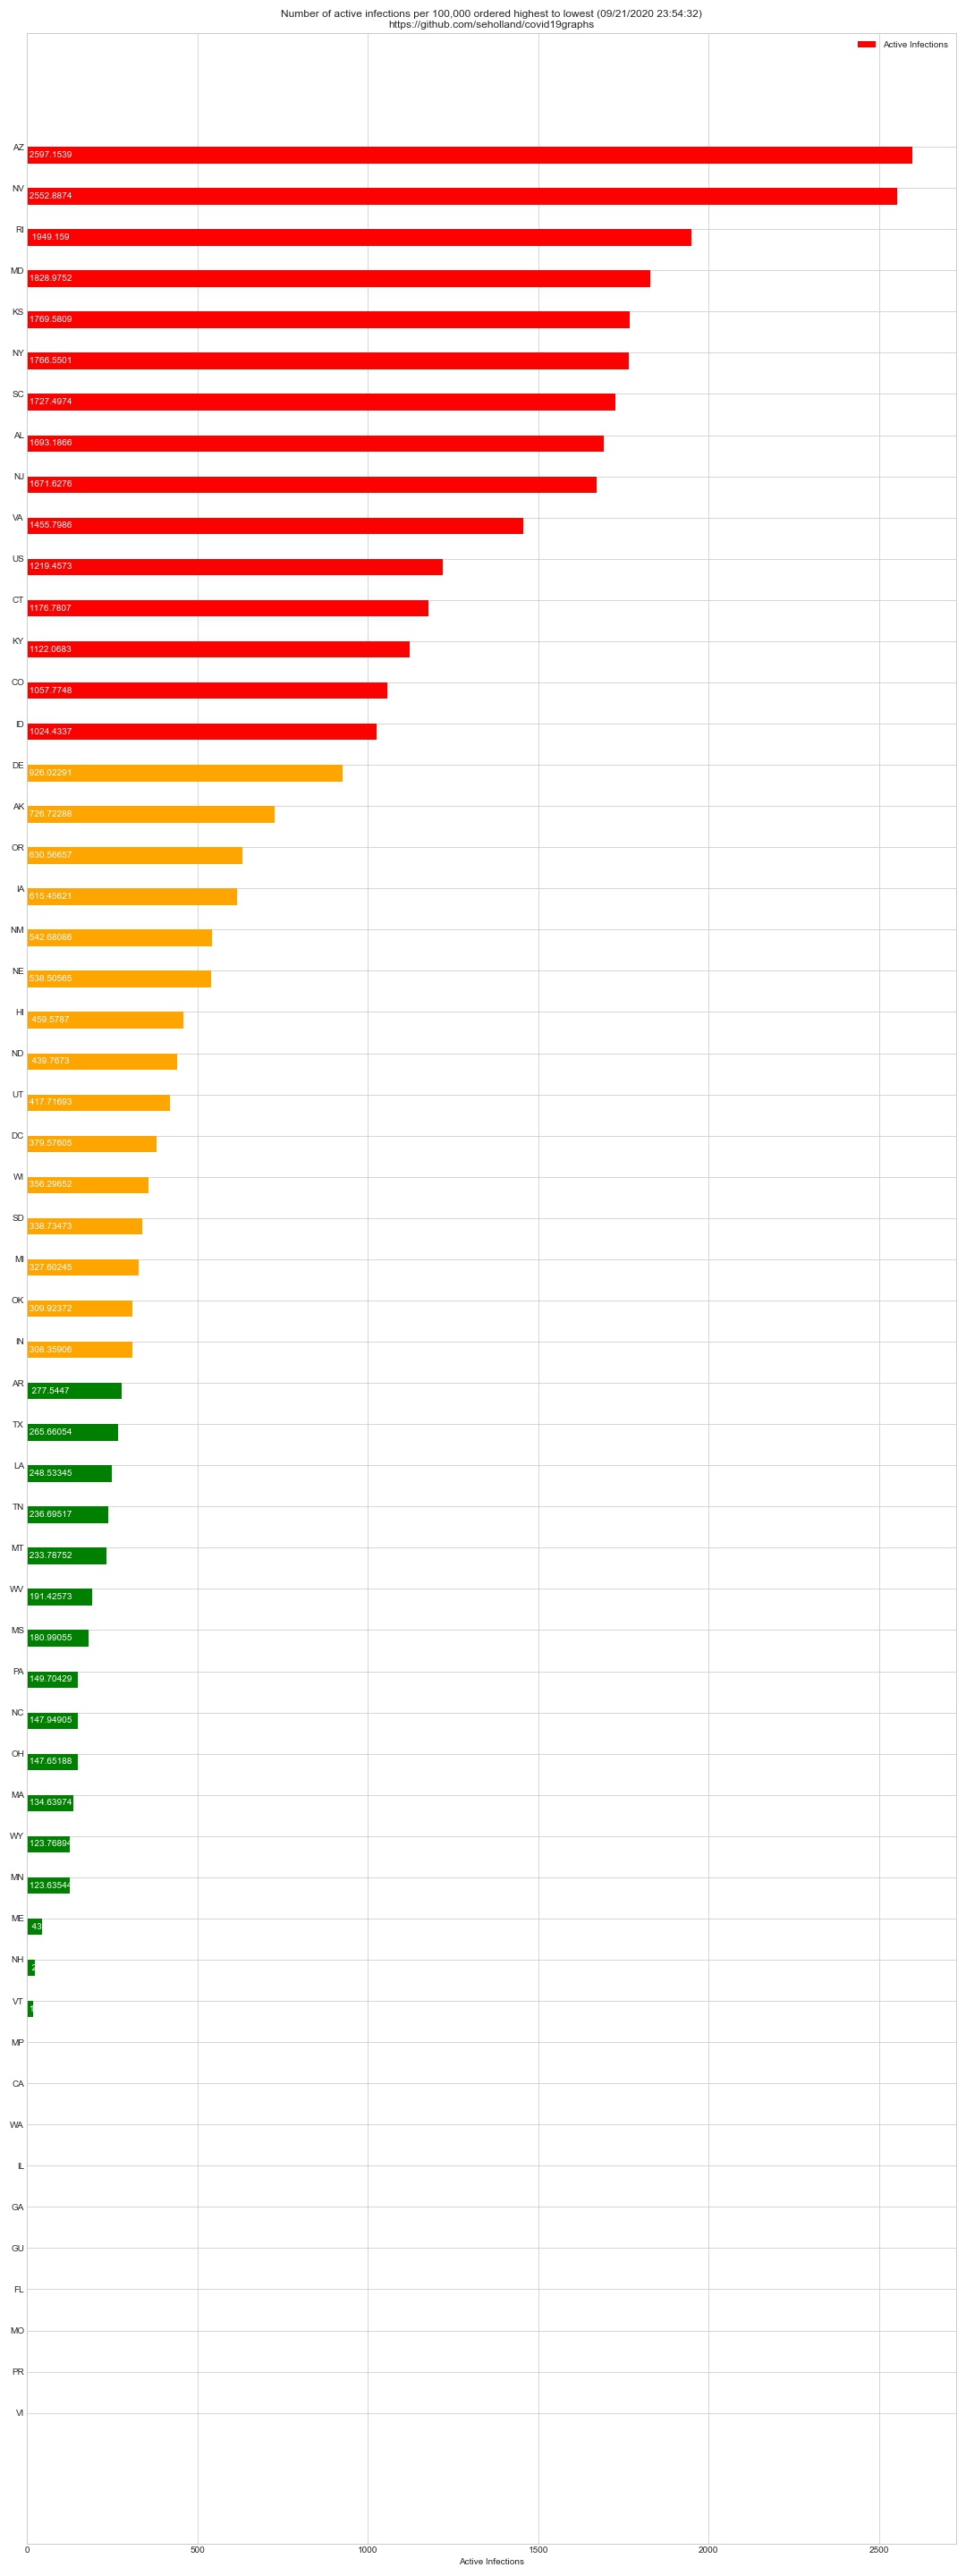 Number of active infections per 100,000 ordered highest to lowest (09/21/2020 23:54:32)
https://github.com/seholland/covid19graphs
Active Infections
AZ 2597.1539
NV 2552.8874
RI 1949.159
MD 1828.9752
KS 1769.5809
NY 1766.5501
SC 1727.4974
AL 1693.1866
NJ 1671.6276
VA 1455.7986
US 1219.4573
CT 1176.7807
KY 1122.0683
CO 1057.7748
ID 1024.4337
DE 926.02291
AK 726.72288
OR 630.56657
IA 615.45621
NM 542.68086
NE 538.50565
HI 459.5787
ND 439.7673
UT 417.71693
DC 379.57605
WI 356.29652
SD 338.73473
MI 327.60245
OK 309.92372
IN 308.35906
AR 277.5447
TX 265.66054
LA 248.53345
TN 236.69517
MT 233.78752
WV 191.42573
MS 180.99055
PA 149.70429
NC 147.94905
OH 147.65188
MA 134.63974
WY 123.76894
MN 123.63544
ME 43
NH
VT
MP
CA
WA
IL
GA
GU
FL
MO
PR
VI
0 500 1000 1500 2000 2500
Active Infections